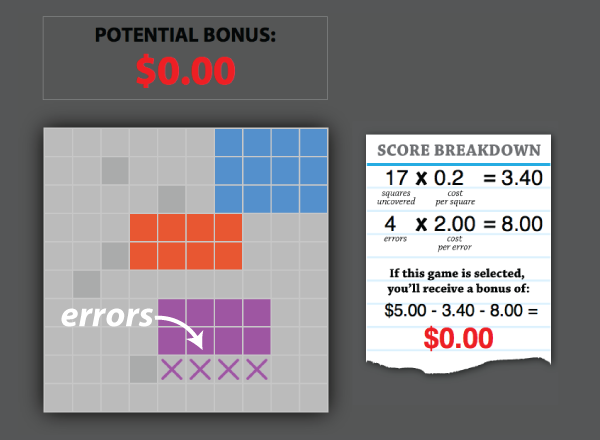 POTENTIAL BONUS:
$0.00
SCORE BREAKDOWN
17 x 0.2 = 3.40
squares uncovered cost per square
4 x 2.00 = 8.00
errors cost per error
If this game is selected,
you'll receive a bonus of:
$5.00 - 3.40 - 8.00 =
$0.00
errors